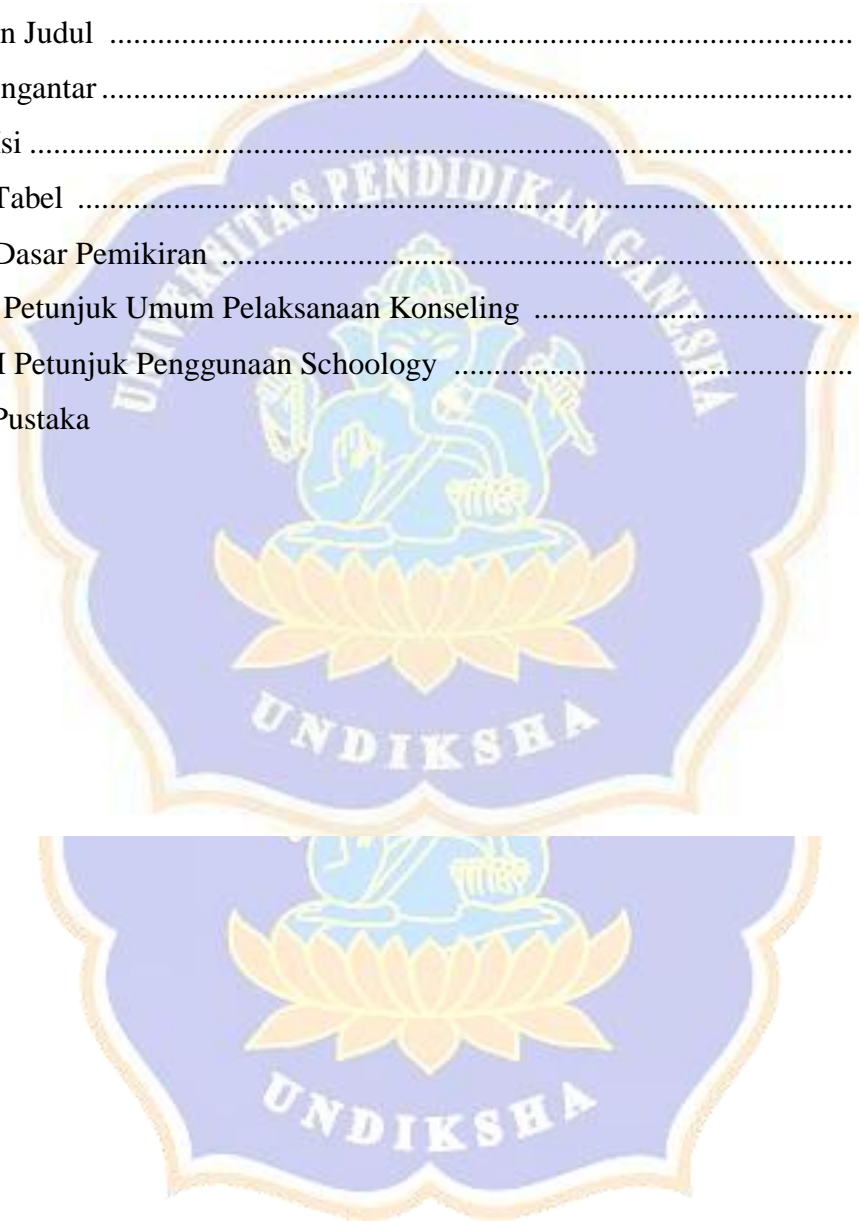 n Judul ..........................................................................................
ngantar ..........................................................................................
si ..........................................................................................
Tabel ..........................................................................................
Dasar Pemikiran ..........................................................................
Petunjuk Umum Pelaksanaan Konseling .......................................
I Petunjuk Penggunaan Schoology ................................................
Pustaka
UNIVERSITAS PENDIDIKAN GANESHA
UNDIKSHA
UNDIKSHA